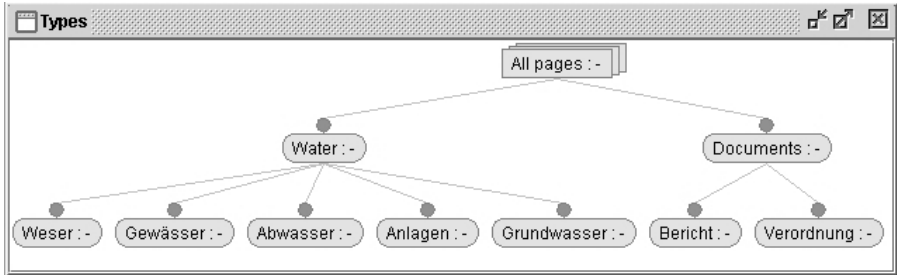 Types
All pages : -
Water : - Documents : -
Weser : - Gewässer : - Abwasser : - Anlagen : - Grundwasser : - Bericht : - Verordnung : -